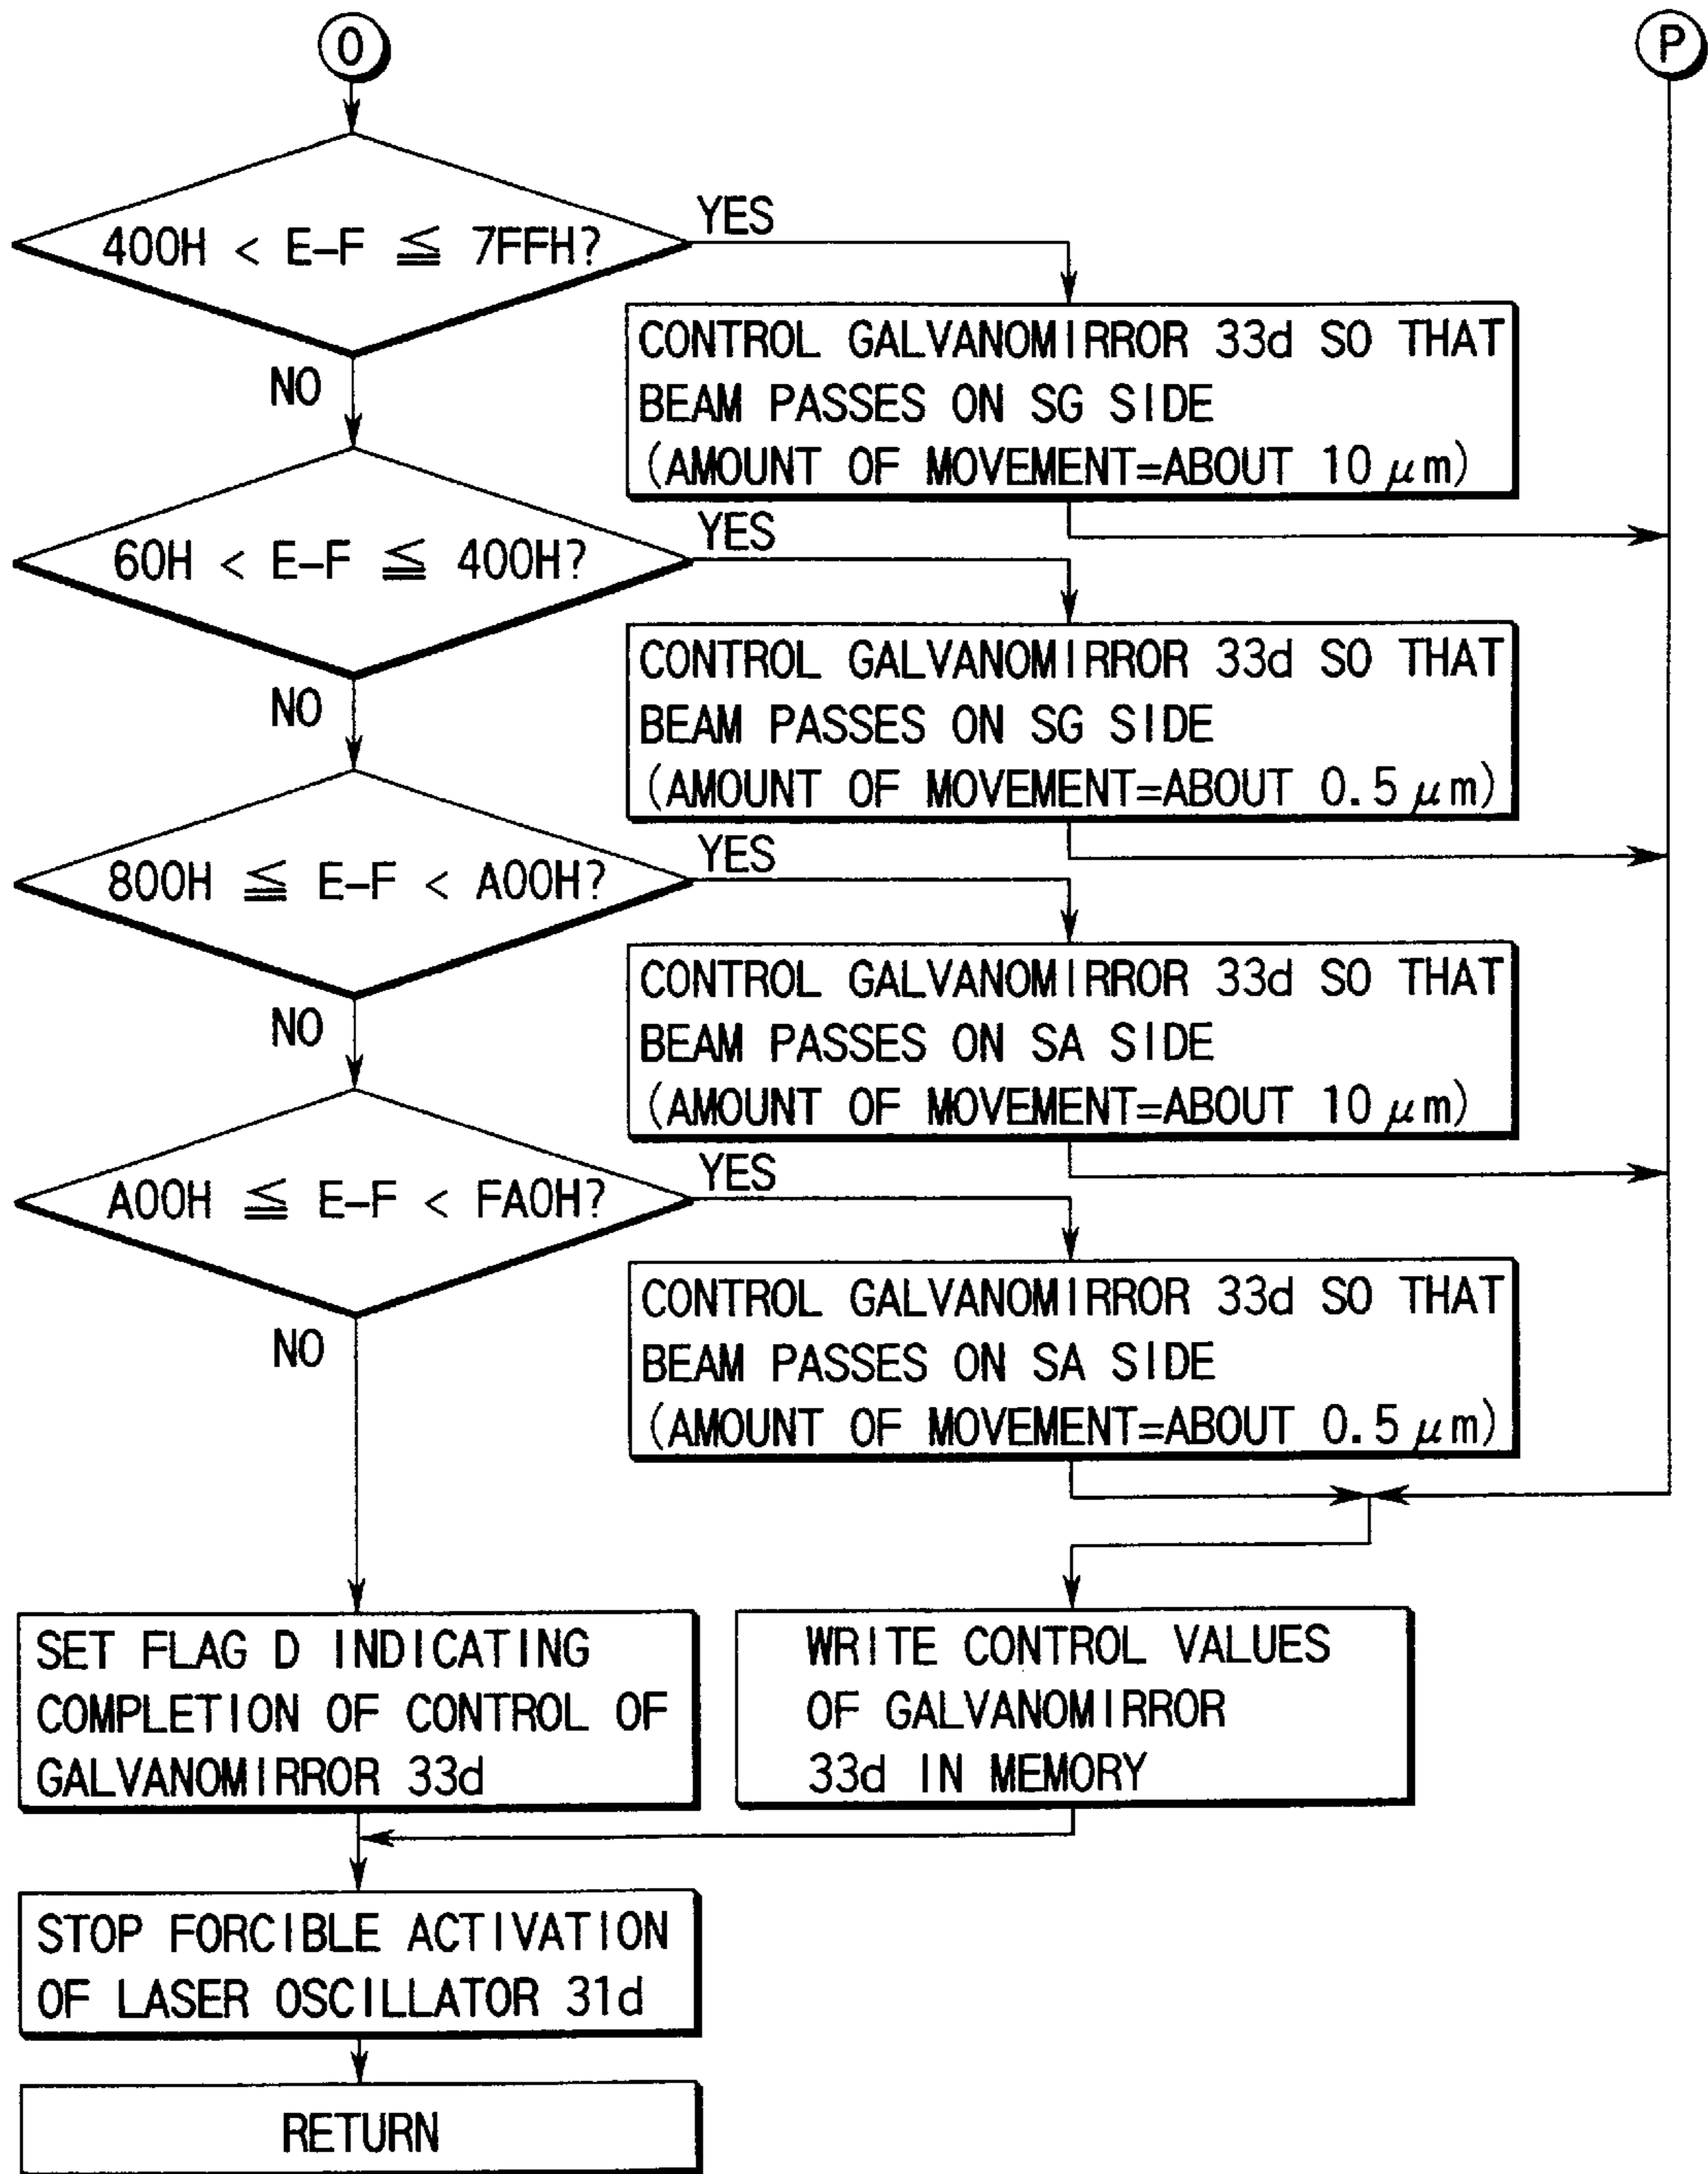 O
P
400H < E-F ≦ 7FFH?
YES
NO
CONTROL GALVANOMIRROR 33d SO THAT
BEAM PASSES ON SG SIDE
(AMOUNT OF MOVEMENT=ABOUT 10 μm)
60H < E-F ≦ 400H?
YES
NO
CONTROL GALVANOMIRROR 33d SO THAT
BEAM PASSES ON SG SIDE
(AMOUNT OF MOVEMENT=ABOUT 0.5 μm)
800H ≦ E-F < A00H?
YES
NO
CONTROL GALVANOMIRROR 33d SO THAT
BEAM PASSES ON SA SIDE
(AMOUNT OF MOVEMENT=ABOUT 10 μm)
A00H ≦ E-F < FA0H?
YES
NO
CONTROL GALVANOMIRROR 33d SO THAT
BEAM PASSES ON SA SIDE
(AMOUNT OF MOVEMENT=ABOUT 0.5 μm)
SET FLAG D INDICATING
COMPLETION OF CONTROL OF
GALVANOMIRROR 33d
WRITE CONTROL VALUES
OF GALVANOMIRROR
33d IN MEMORY
STOP FORCIBLE ACTIVATION
OF LASER OSCILLATOR 31d
RETURN